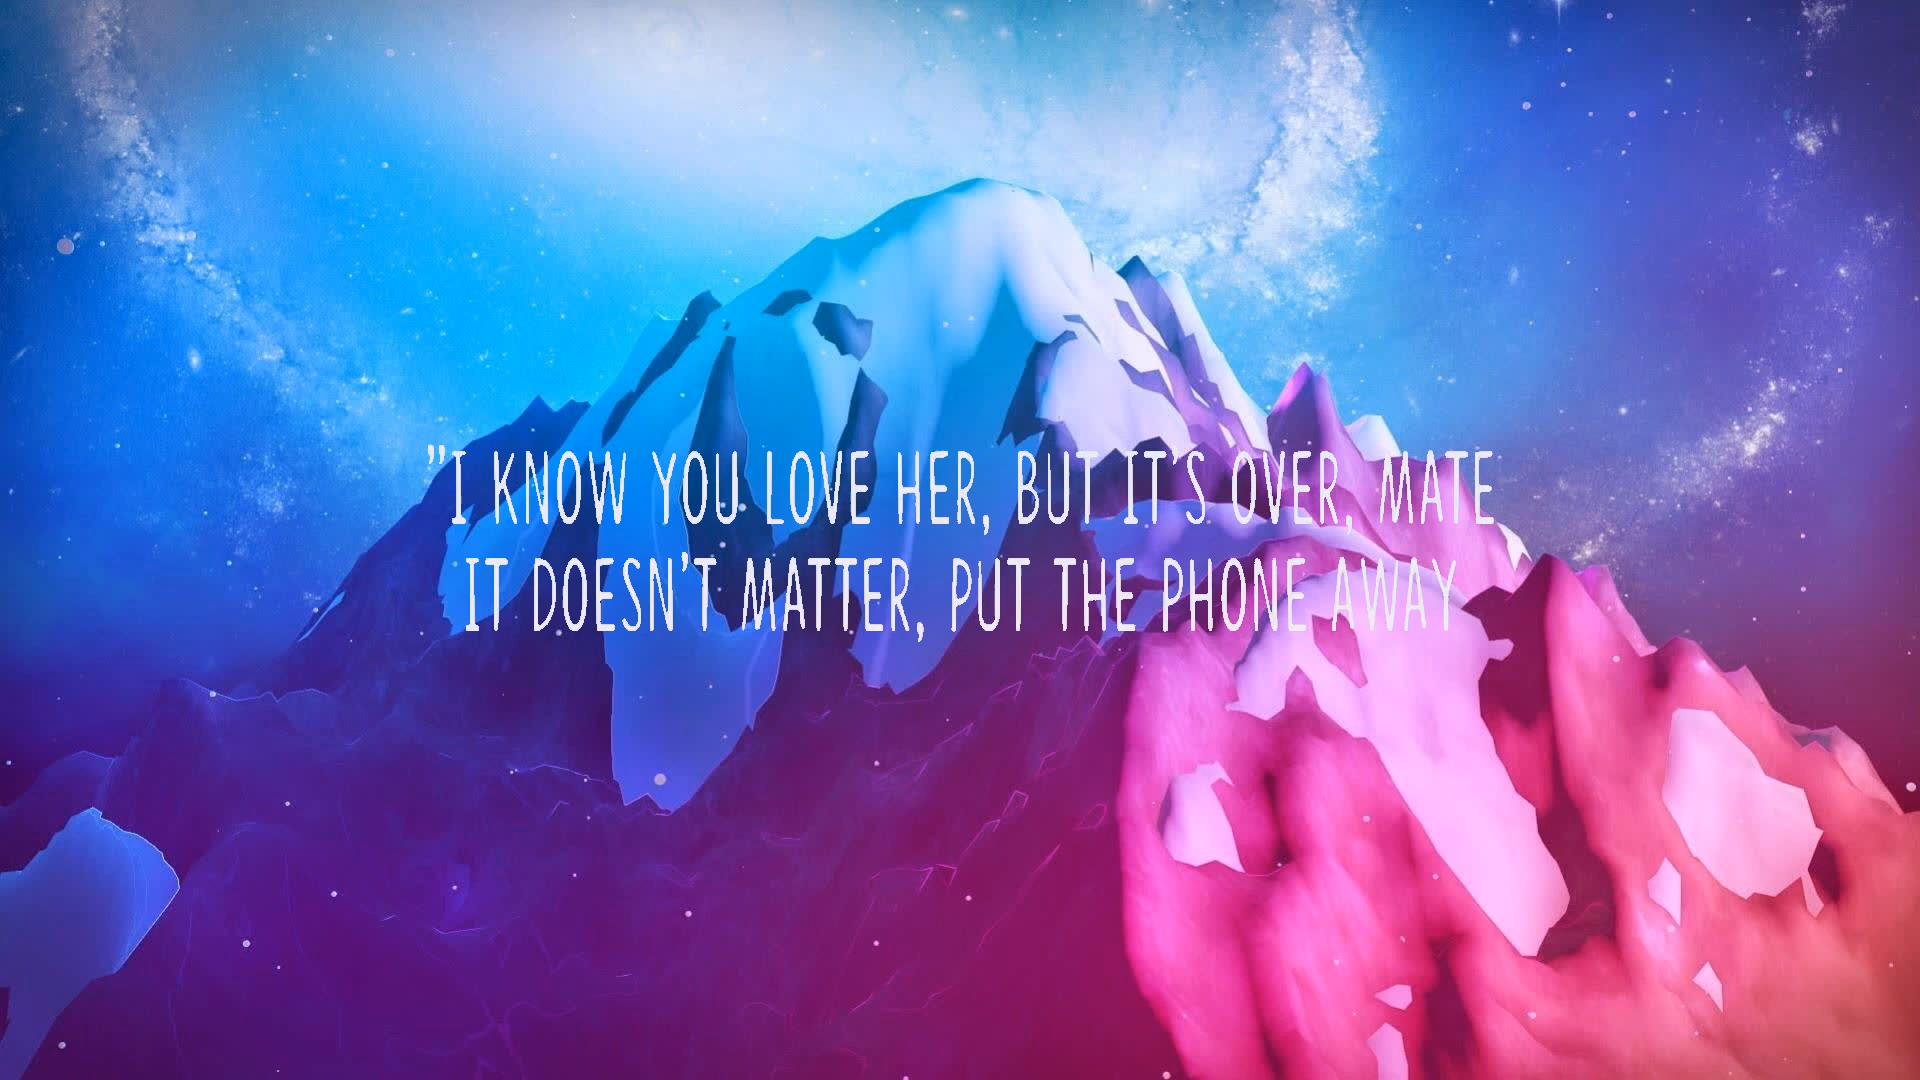 "I KNOW YOU LOVE HER, BUT IT'S OVER, MATE
IT DOESN'T MATTER, PUT THE PHONE AWAY